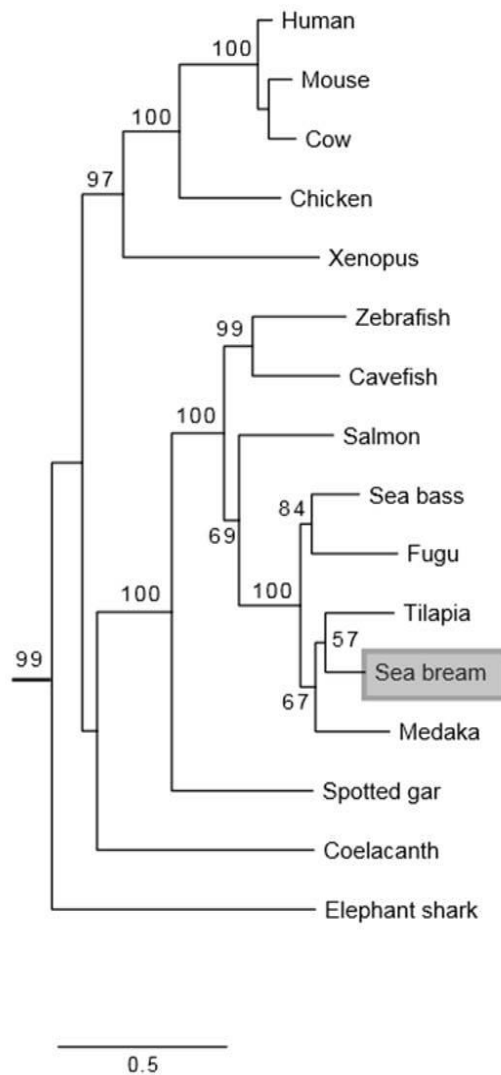 Human
100
Mouse
100
Cow
97
Chicken
Xenopus
Zebrafish
99
Cavefish
100
Salmon
Sea bass
84
69
Fugu
100
Tilapia
100
57
99
Sea bream
67
Medaka
Spotted gar
Coelacanth
Elephant shark
0.5